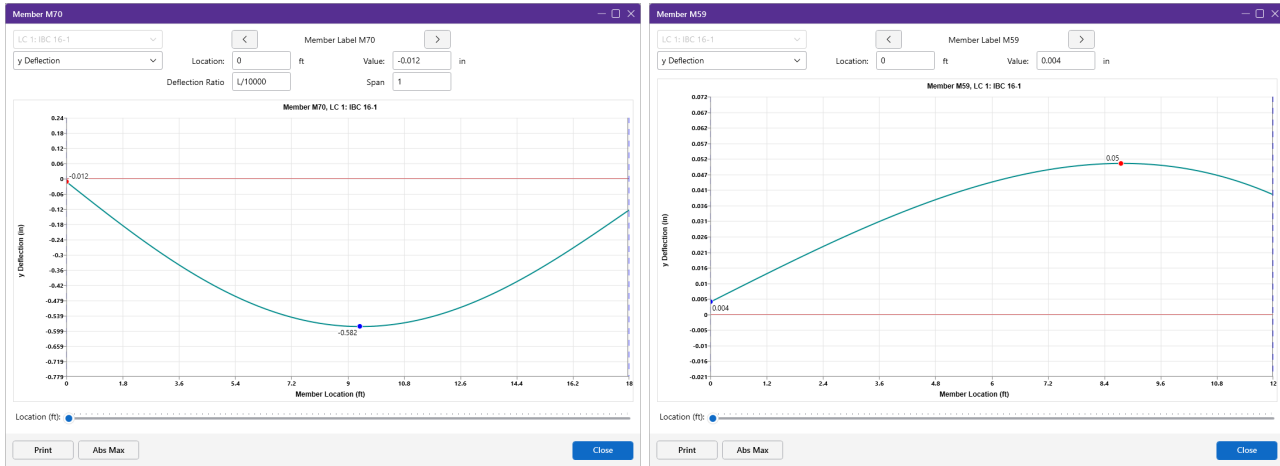 Member M70
LC 1: IBC 16-1
Member Label M70
y Deflection
Location:
0
ft
Value:
-0.012
in
Deflection Ratio
L/10000
Span
1
Member M70, LC 1: IBC 16-1
0.24
0.18
0.12
0.06
0
-0.06
-0.12
-0.18
-0.24
-0.3
-0.36
-0.42
-0.479
-0.539
-0.599
-0.659
-0.719
-0.779
y Deflection (in)
-0.012
-0.582
0
1.8
3.6
5.4
7.2
9
10.8
12.6
14.4
16.2
18
Member Location (ft)
Location (ft):
Print
Abs Max
Close
Member M59
LC 1: IBC 16-1
Member Label M59
y Deflection
Location:
0
ft
Value:
0.004
in
Member M59, LC 1: IBC 16-1
0.072
0.067
0.062
0.057
0.052
0.047
0.041
0.036
0.031
0.026
0.021
0.016
0.01
0.005
0
-0.005
-0.01
-0.016
-0.021
y Deflection (in)
0.05
0.004
0
1.2
2.4
3.6
4.8
6
7.2
8.4
9.6
10.8
12
Member Location (ft)
Location (ft):
Print
Abs Max
Close